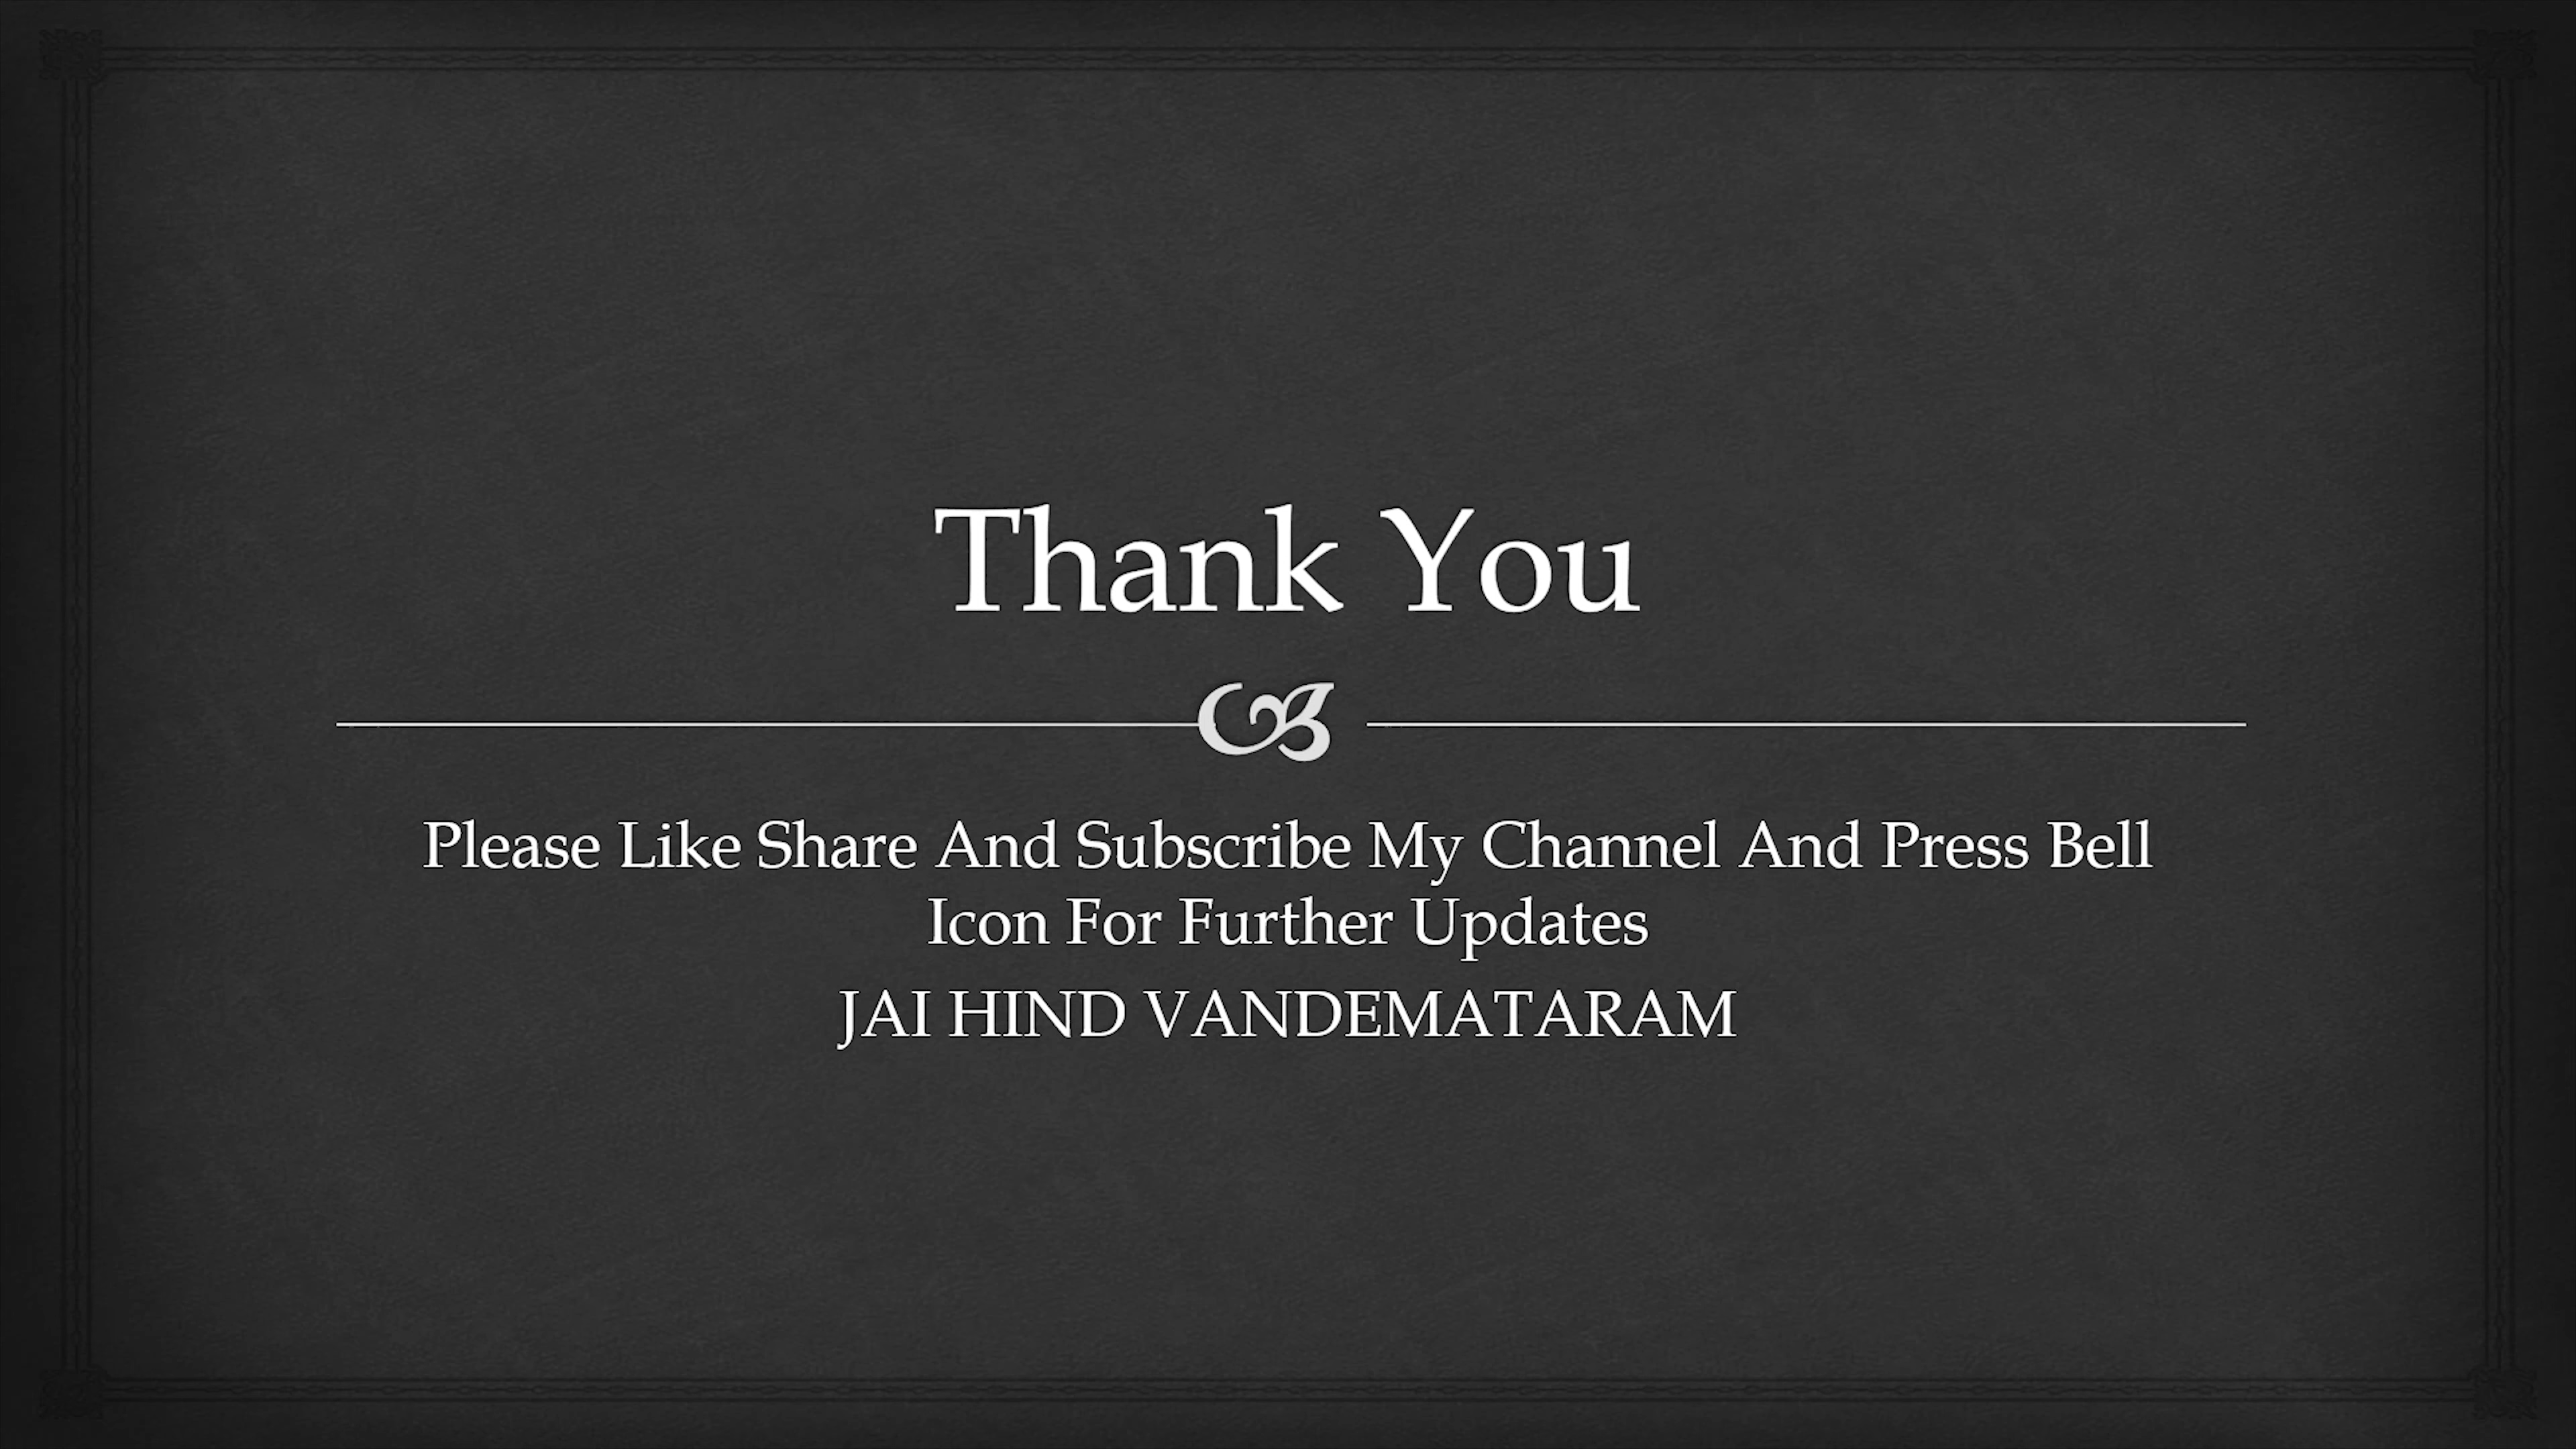 Thank You
Please Like Share And Subscribe My Channel And Press Bell
Icon For Further Updates
JAI HIND VANDEMATARAM